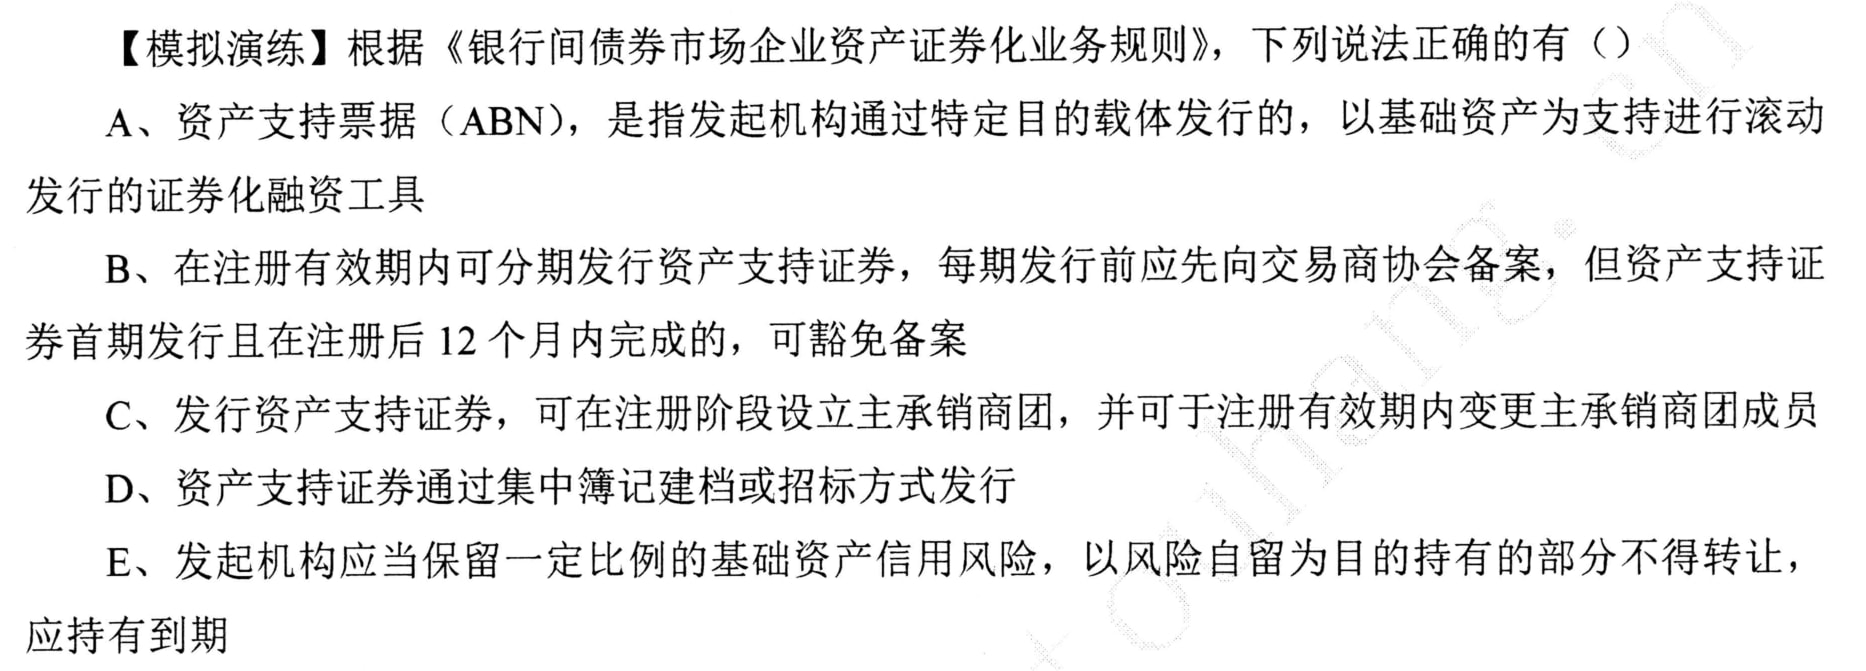 【模拟演练】根据《银行间债券市场企业资产证券化业务规则》，下列说法正确的有（）
A、资产支持票据（ABN），是指发起机构通过特定目的载体发行的，以基础资产为支持进行滚动
发行的证券化融资工具
B、在注册有效期内可分期发行资产支持证券，每期发行前应先向交易商协会备案，但资产支持证
券首期发行且在注册后 12 个月内完成的，可豁免备案
C、发行资产支持证券，可在注册阶段设立主承销商团，并可于注册有效期内变更主承销商团成员
D、资产支持证券通过集中簿记建档或招标方式发行
E、发起机构应当保留一定比例的基础资产信用风险，以风险自留为目的持有的部分不得转让，
应持有到期